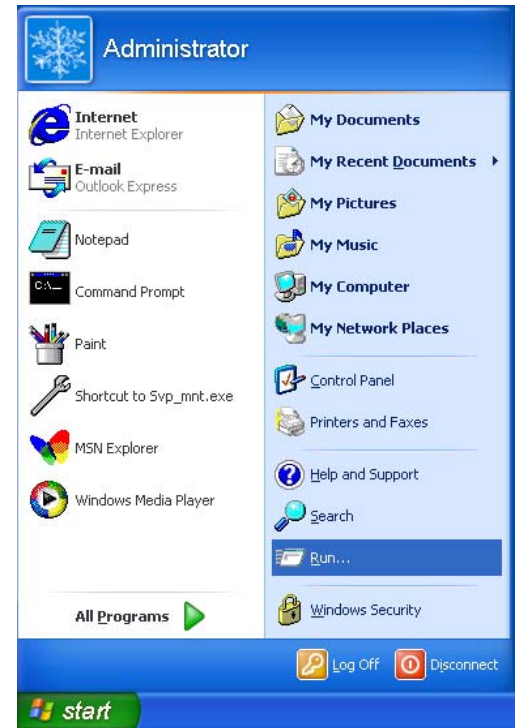 Administrator
Internet
Internet Explorer
E-mail
Outlook Express
Notepad
C:\_
Command Prompt
Paint
Shortcut to Svp_mnt.exe
MSN Explorer
Windows Media Player
All Programs
My Documents
My Recent Documents
My Pictures
My Music
My Computer
My Network Places
Control Panel
Printers and Faxes
Help and Support
Search
Run...
Windows Security
Log Off
Disconnect
start